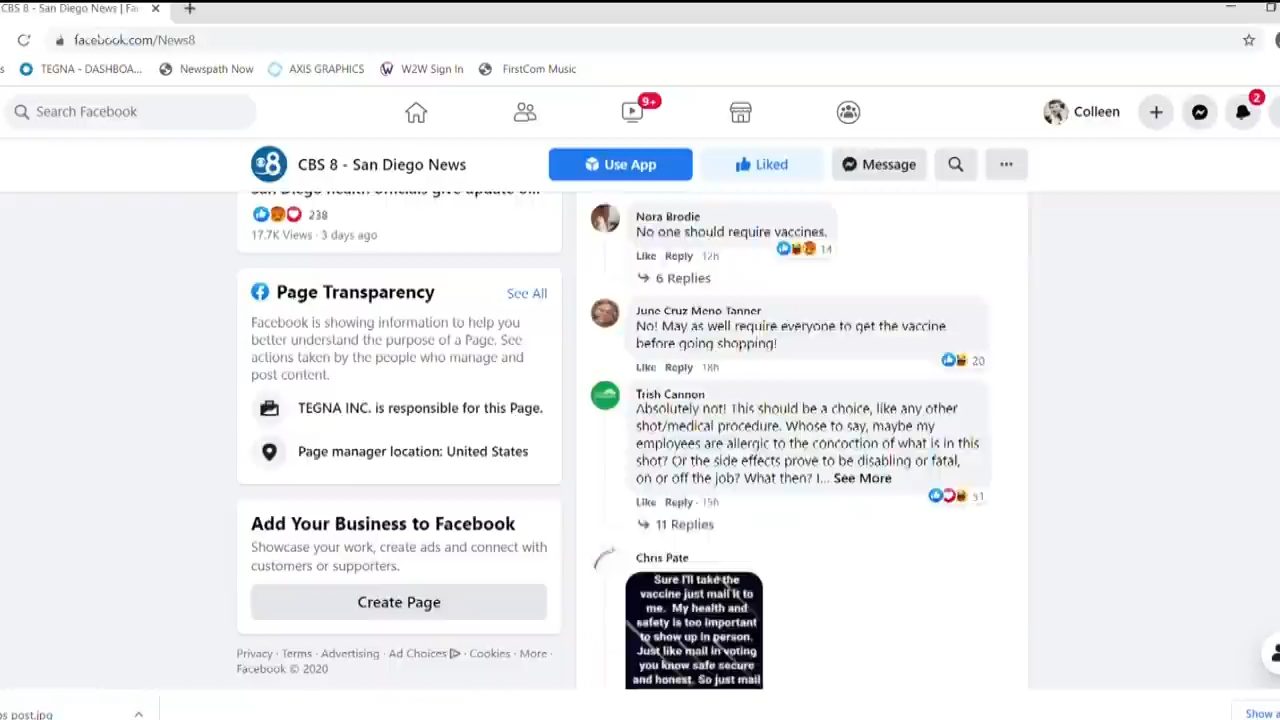 CBS 8 - San Diego News | Fa
facebook.com/News8
s TEGNA - DASHBOA... Newspath Now AXIS GRAPHICS W2W Sign In FirstCom Music
Search Facebook
9+
Colleen
2
CBS 8 - San Diego News
Use App
Liked
Message
San Diego health officials give update o...
238
17.7K Views · 3 days ago
Page Transparency
See All
Facebook is showing information to help you
better understand the purpose of a Page. See
actions taken by the people who manage and
post content.
TEGNA INC. is responsible for this Page.
Page manager location: United States
Add Your Business to Facebook
Showcase your work, create ads and connect with
customers or supporters.
Create Page
Privacy · Terms · Advertising · Ad Choices · Cookies · More ·
Facebook © 2020
Nora Brodie
No one should require vaccines.
14
Like Reply 12h
6 Replies
June Cruz Meno Tanner
No! May as well require everyone to get the vaccine
before going shopping!
20
Like Reply 18h
Trish Cannon
Absolutely not! This should be a choice, like any other
shot/medical procedure. Whose to say, maybe my
employees are allergic to the concoction of what is in this
shot? Or the side effects prove to be disabling or fatal,
on or off the job? What then? I... See More
Like Reply · 15h
11 Replies
Chris Pate
Sure I'll take the
vaccine just mail it to
me. My health and
safety is too important
to show up in person.
Just like mail in voting
you know safe secure
and honest. So just mail
s post.jpg
Show a